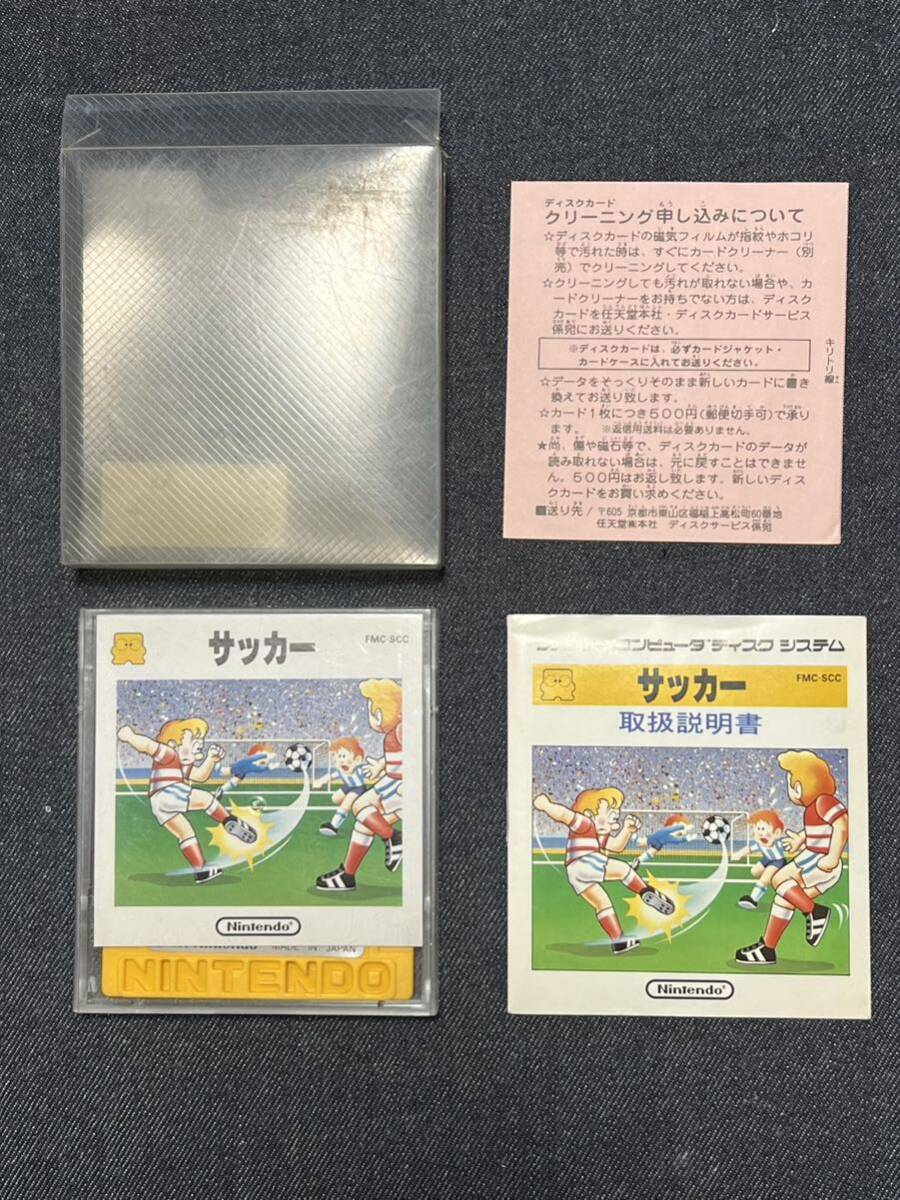 ディスクカード
クリーニング申し込みについて
☆ディスクカードの磁気フィルムが指紋やホコリ
等で汚れた時は、すぐにカードクリーナー(別
売)でクリーニングしてください。
☆クリーニングしても汚れが取れない場合や、カ
ードクリーナーをお持ちでない方は、ディスク
カードを任天堂本社・ディスクカードサービス
係宛にお送りください。
※ディスクカードは、必ずカードジャケット・
カードケースに入れてお送りください。
☆データをそっくりそのまま新しいカードに書き
換えてお送り致します。
☆カード1枚につき500円(郵便切手可)で承り
ます。 ※返信用送料は必要ありません。
★尚、傷や磁石等で、ディスクカードのデータが
読み取れない場合は、元に戻すことはできませ
ん。500円はお返し致します。新しいディス
クカードをお買い求めください。
■送り先/〒605 京都市東山区福稲上高松町60番地
任天堂㈱本社 ディスクサービス係宛
キリトリ線
サッカー
FMC-SCC
Nintendo®
Nintendo MADE IN JAPAN
NINTENDO
コンピュータ ディスク システム
サッカー
FMC-SCC
取扱説明書
Nintendo®